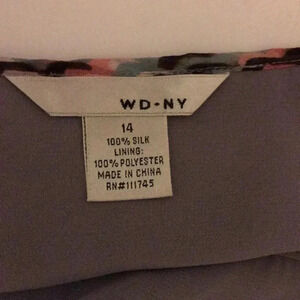 WD·NY
14
100% SILK
LINING:
100% POLYESTER
MADE IN CHINA
RN#111745